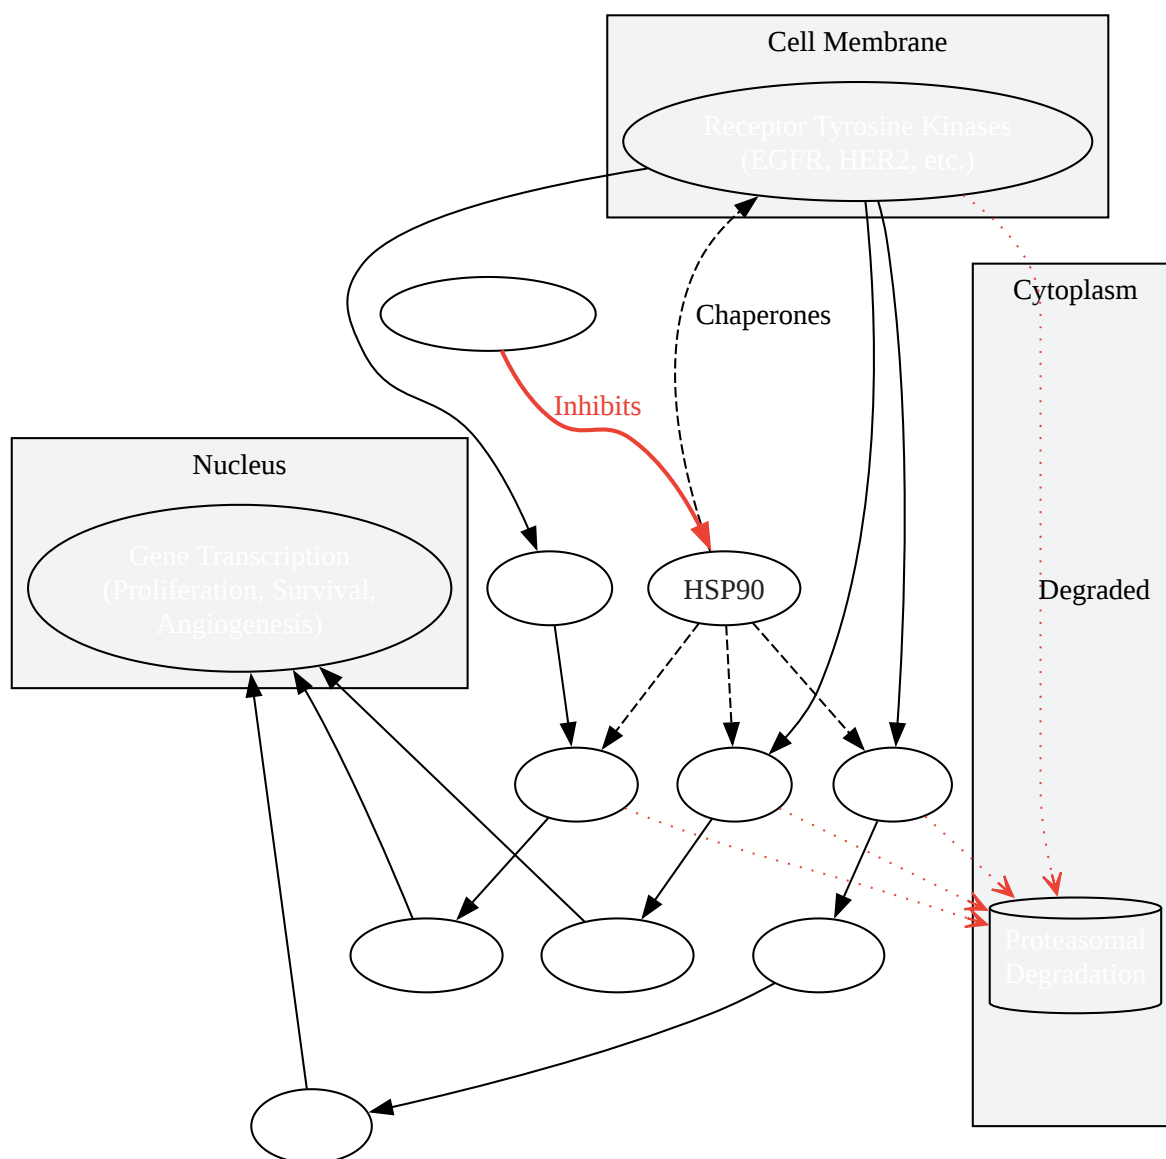 Cell Membrane
Receptor Tyrosine Kinases
(EGFR, HER2, etc.)
Cytoplasm
Chaperones
Inhibits
Nucleus
Gene Transcription
(Proliferation, Survival,
Angiogenesis)
HSP90
Degraded
Proteasomal
Degradation